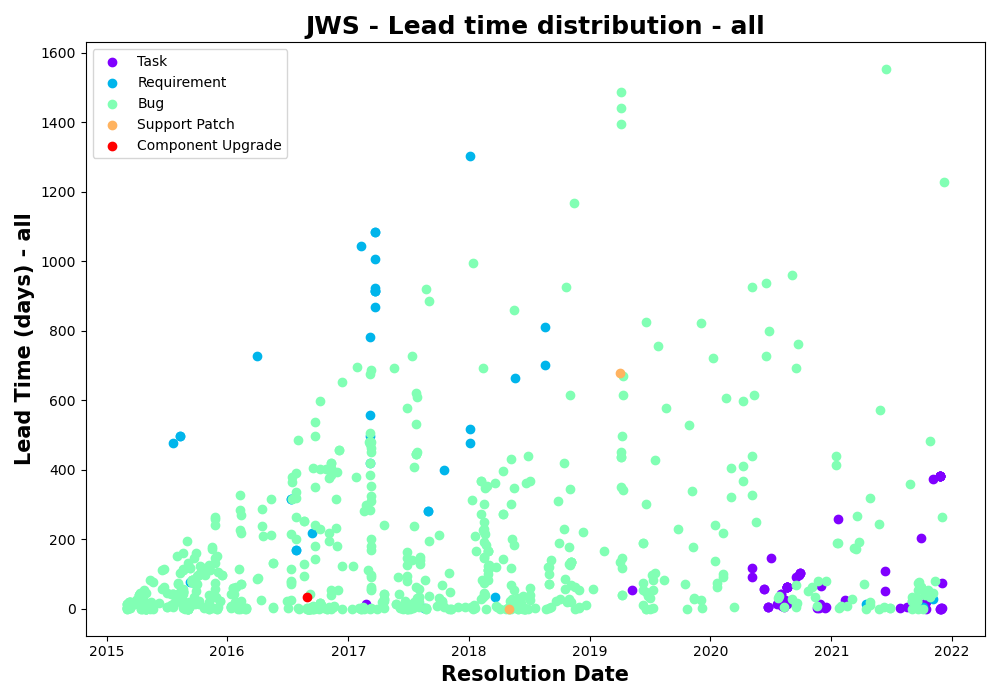 JWS - Lead time distribution - all
1600
1400
1200
1000
800
600
400
200
0
Lead Time (days) - all
Task
Requirement
Bug
Support Patch
Component Upgrade
2015 2016 2017 2018 2019 2020 2021 2022
Resolution Date